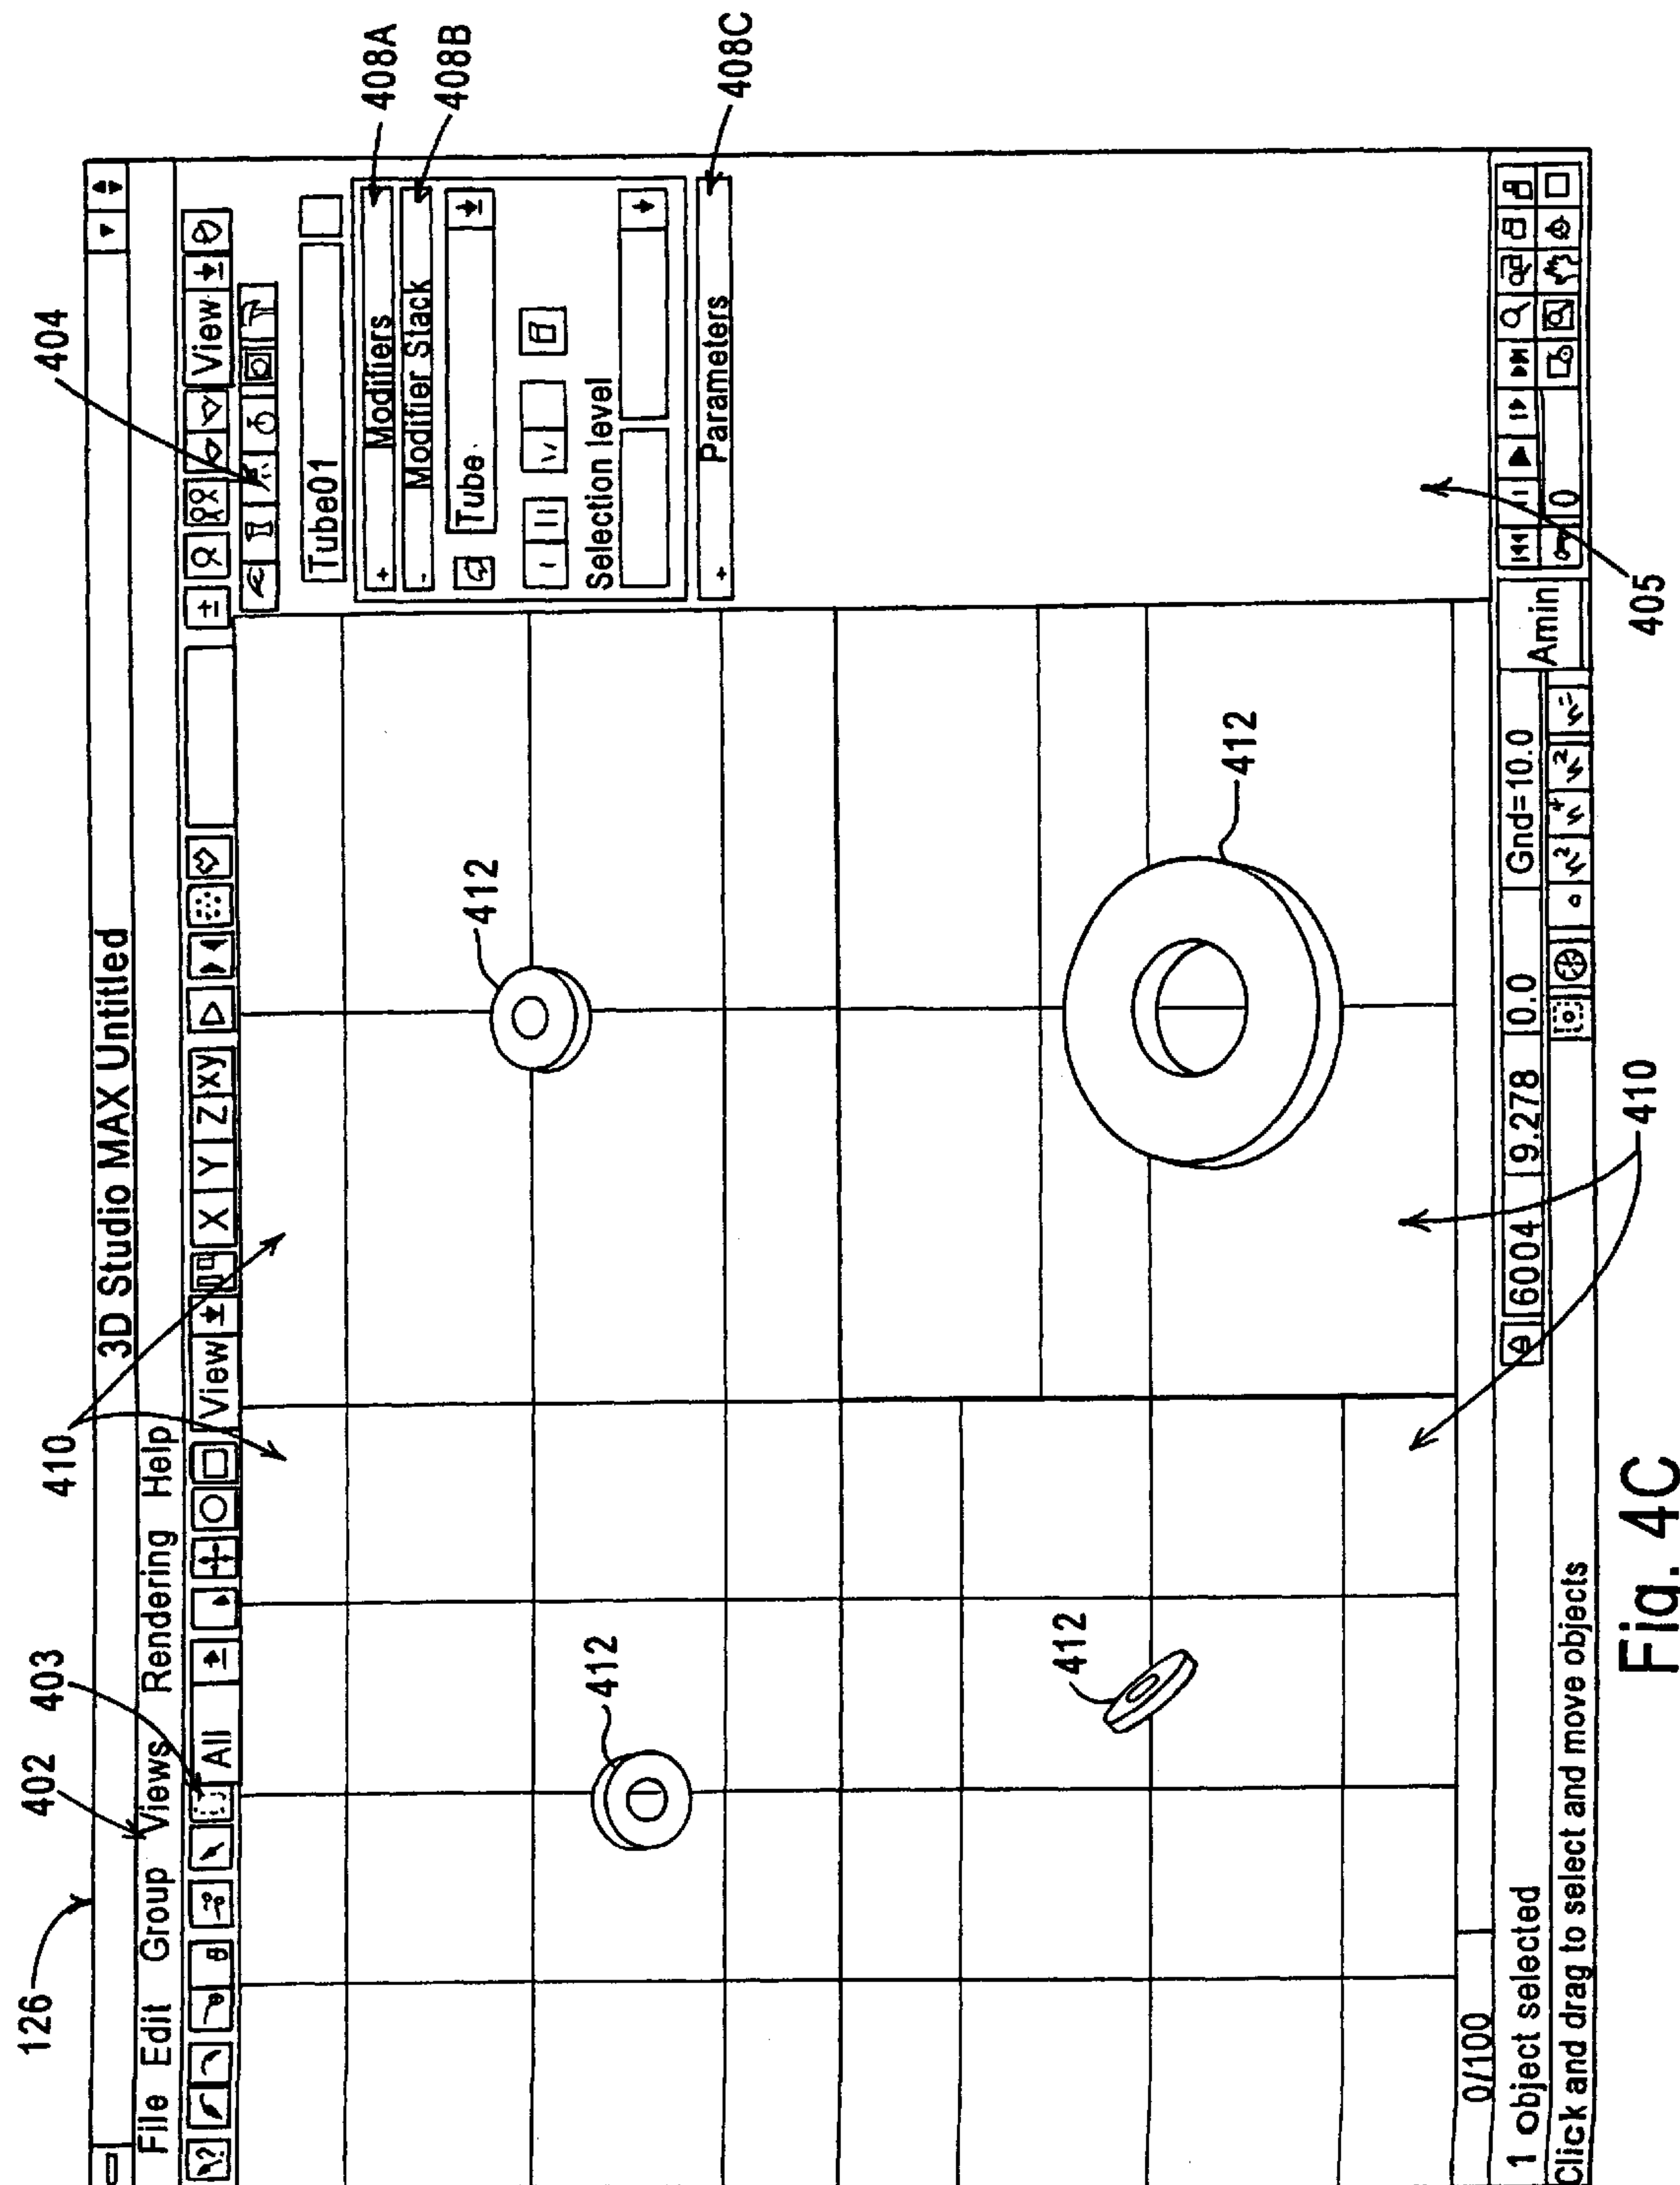 126
402
403
410
404
3D Studio MAX Untitled
File Edit Group Views Rendering Help
All
View
X Y Z xy
View
Tube01
+ Modifiers
408A
- Modifier Stack
408B
Tube
Selection level
+ Parameters
408C
412
412
412
412
0/100
1 object selected
6004 9.278 0.0 Gnd=10.0
Amin
0
Click and drag to select and move objects
410
405
Fig. 4C